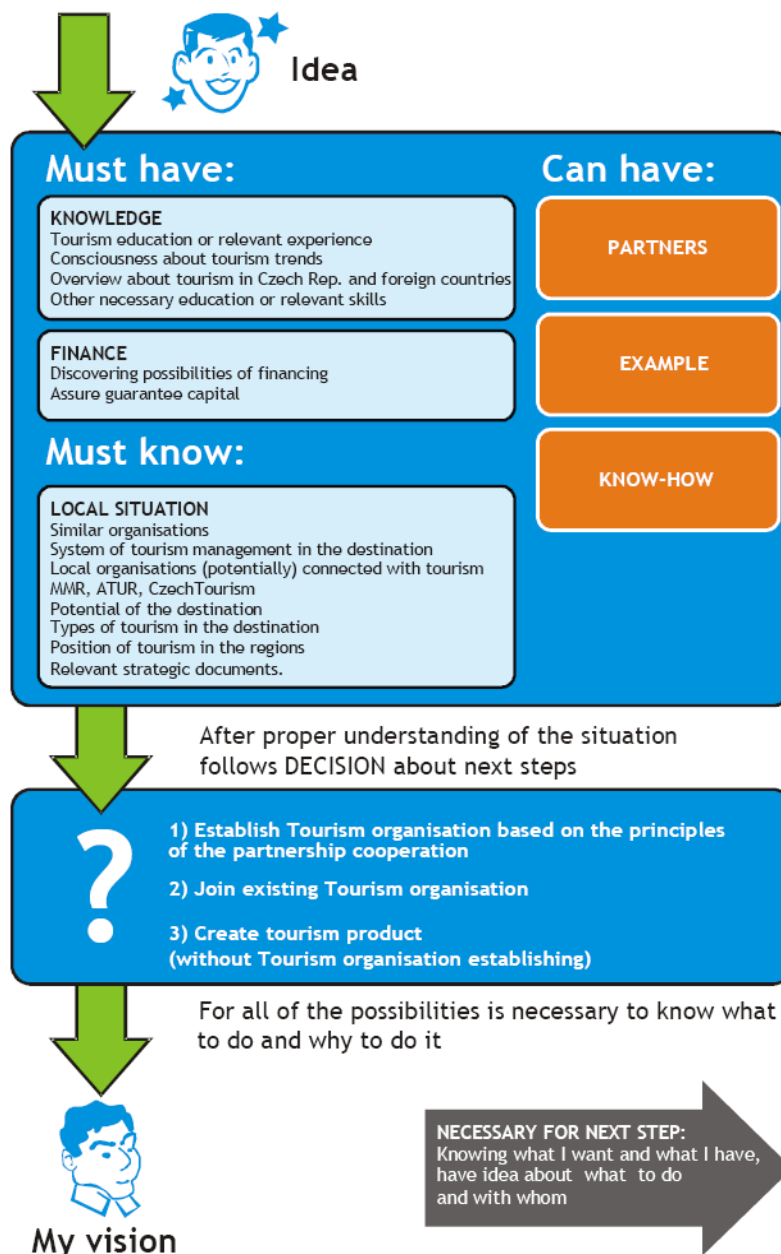 Idea
Must have:
KNOWLEDGE
Tourism education or relevant experience
Consciousness about tourism trends
Overview about tourism in Czech Rep. and foreign countries
Other necessary education or relevant skills
FINANCE
Discovering possibilities of financing
Assure guarantee capital
Must know:
LOCAL SITUATION
Similar organisations
System of tourism management in the destination
Local organisations (potentially) connected with tourism
MMR, ATUR, CzechTourism
Potential of the destination
Types of tourism in the destination
Position of tourism in the regions
Relevant strategic documents.
Can have:
PARTNERS
EXAMPLE
KNOW-HOW
After proper understanding of the situation
follows DECISION about next steps
?
1) Establish Tourism organisation based on the principles
of the partnership cooperation
2) Join existing Tourism organisation
3) Create tourism product
(without Tourism organisation establishing)
For all of the possibilities is necessary to know what
to do and why to do it
My vision
NECESSARY FOR NEXT STEP:
Knowing what I want and what I have,
have idea about what to do
and with whom